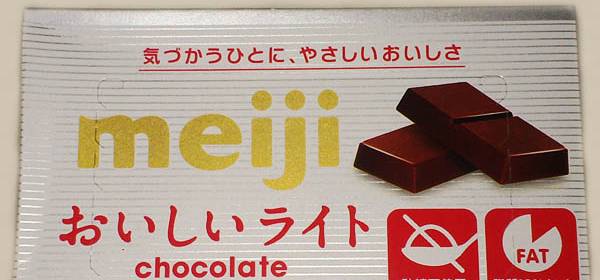 気づかうひとに、やさしいおいしさ
meiji
おいしいライト
chocolate
FAT